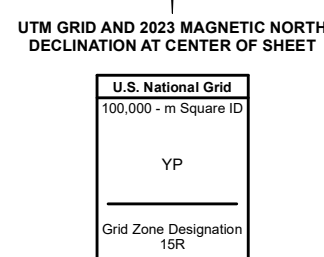 UTM GRID AND 2023 MAGNETIC NORTH
DECLINATION AT CENTER OF SHEET
U.S. National Grid
100,000 - m Square ID
YP
Grid Zone Designation
15R